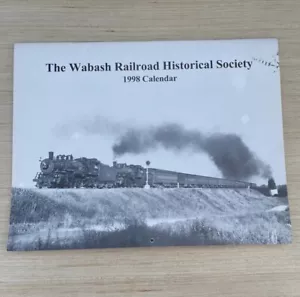 The Wabash Railroad Historical Society
1998 Calendar